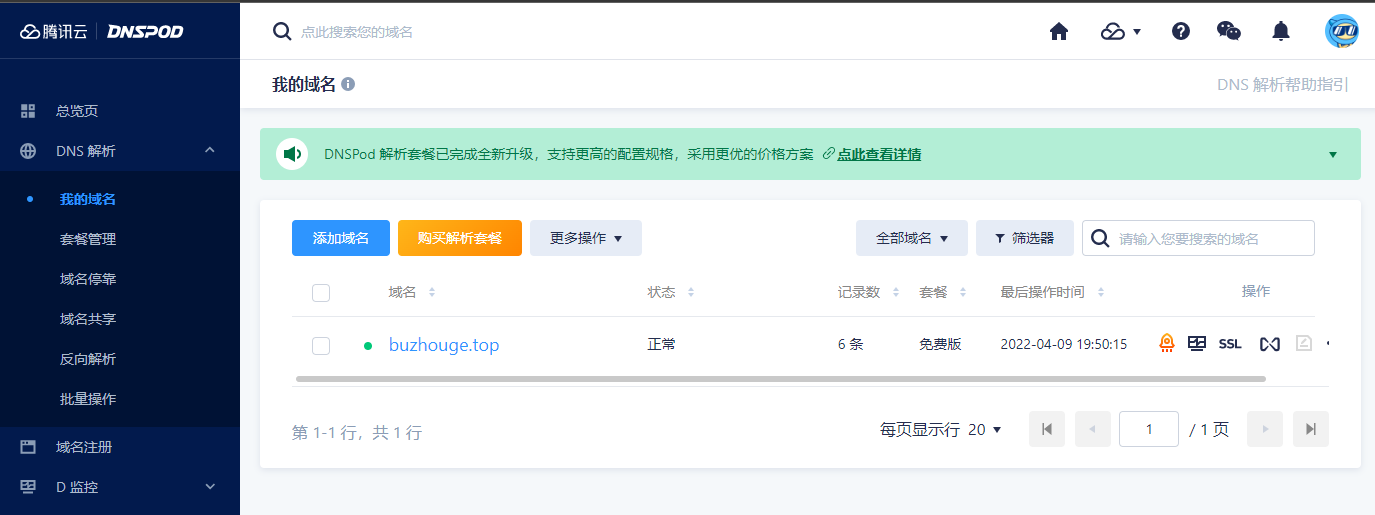 腾讯云 DNSPOD
点此搜索您的域名
我的域名
DNS 解析帮助指引
总览页
DNS 解析
我的域名
套餐管理
域名停靠
域名共享
反向解析
批量操作
域名注册
D 监控
DNSPod 解析套餐已完成全新升级，支持更高的配置规格，采用更优的价格方案 点此查看详情
添加域名 购买解析套餐 更多操作 全部域名 筛选器 请输入您要搜索的域名
域名 状态 记录数 套餐 最后操作时间 操作
buzhouge.top 正常 6 条 免费版 2022-04-09 19:50:15 SSL
第 1-1 行，共 1 行 每页显示行 20 1 / 1 页